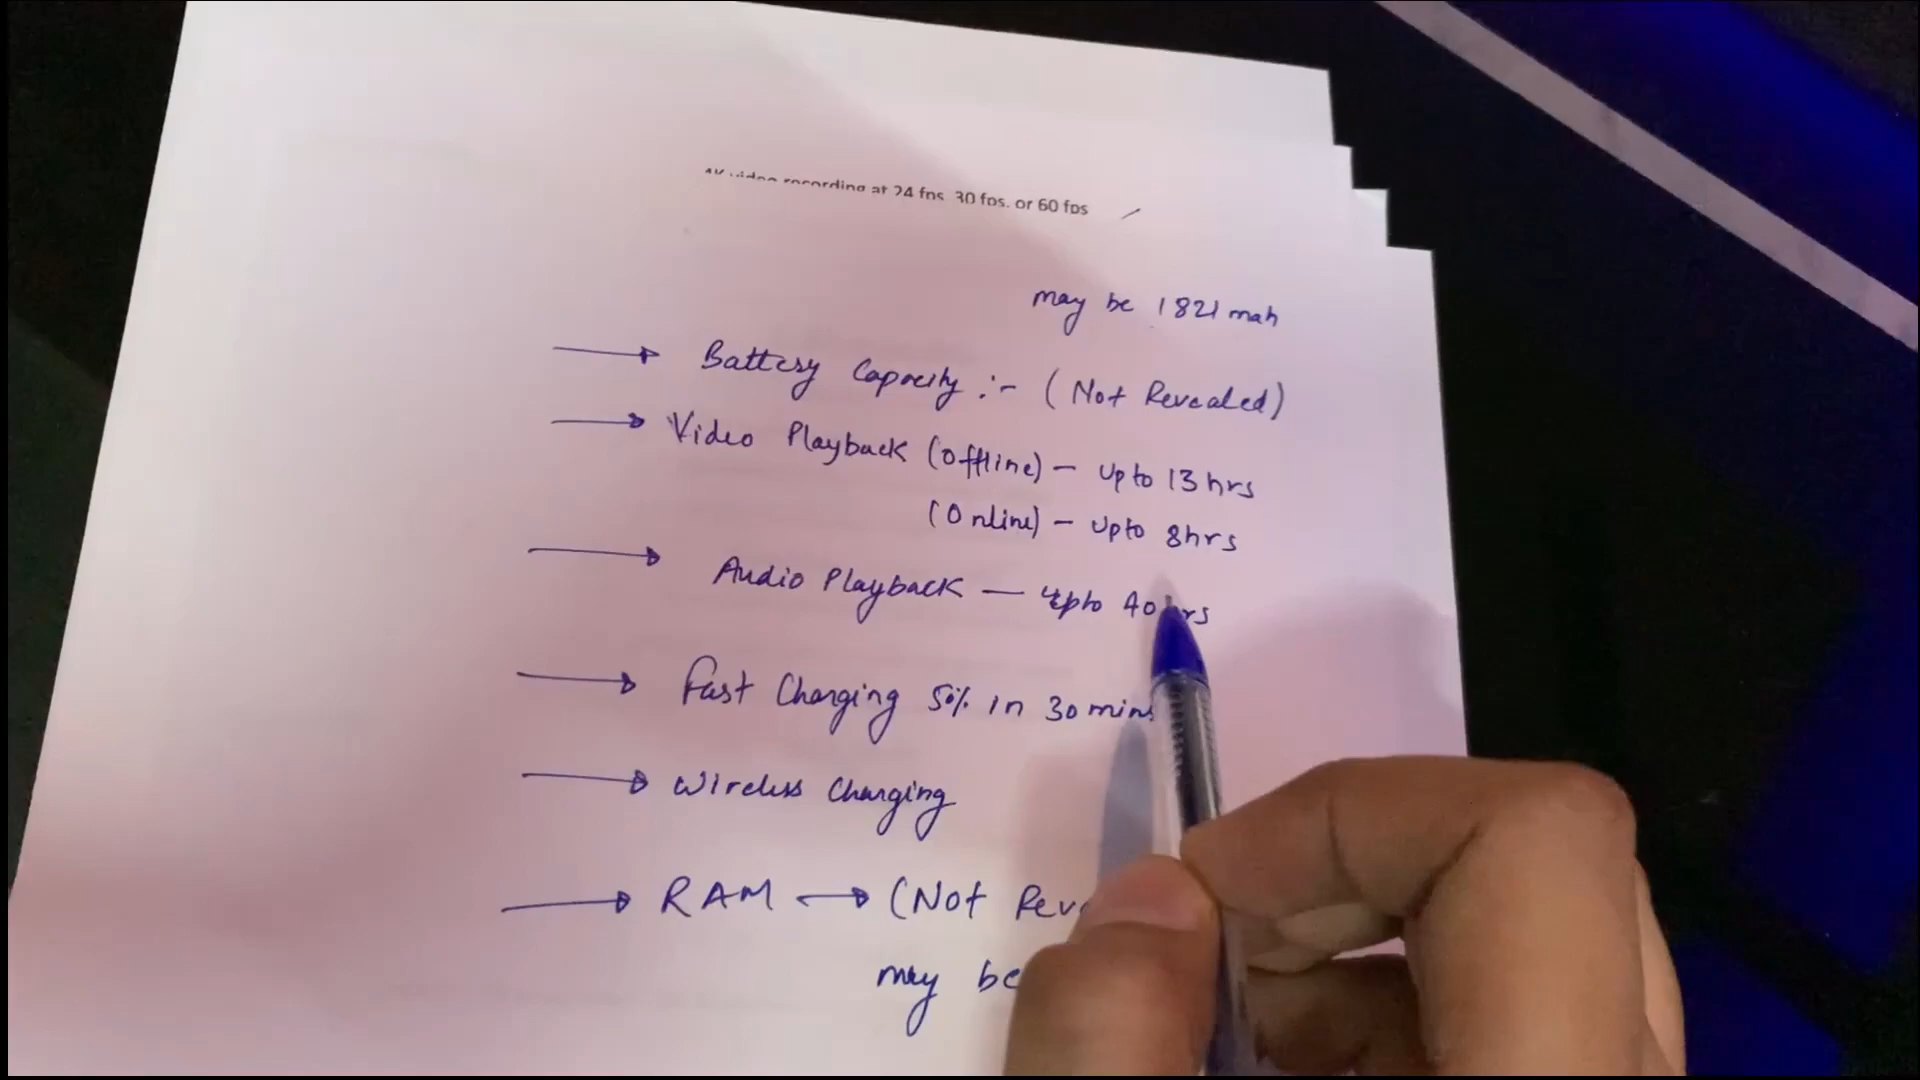 4K video recording at 24 fps, 30 fps, or 60 fps
may be 1821 mah
Battery Capacity :- (Not Revealed)
Video Playback (Offline) - Upto 13 hrs
(Online) - Upto 8hrs
Audio Playback — Upto 40 hrs
Fast Charging 50% in 30 mins
Wireless Charging
RAM (Not
may be